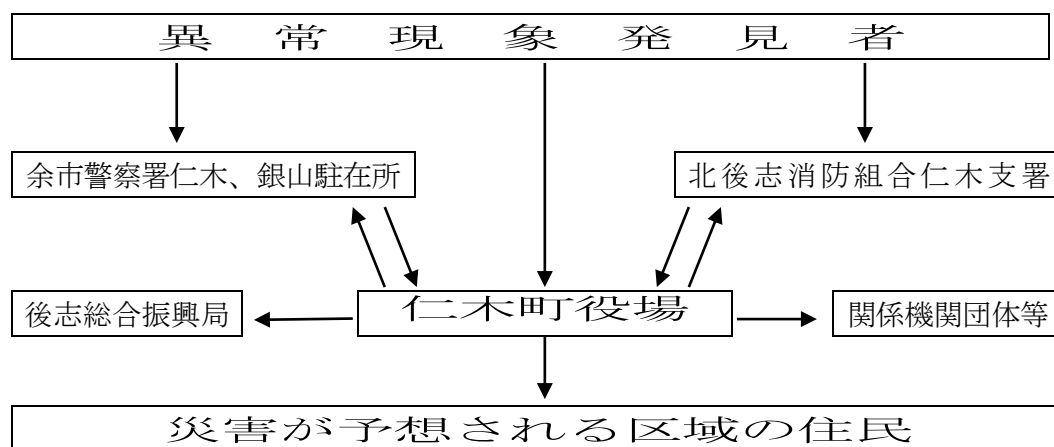 異常現象発見者
余市警察署仁木、銀山駐在所
北後志消防組合仁木支署
後志総合振興局
仁木町役場
関係機関団体等
災害が予想される区域の住民